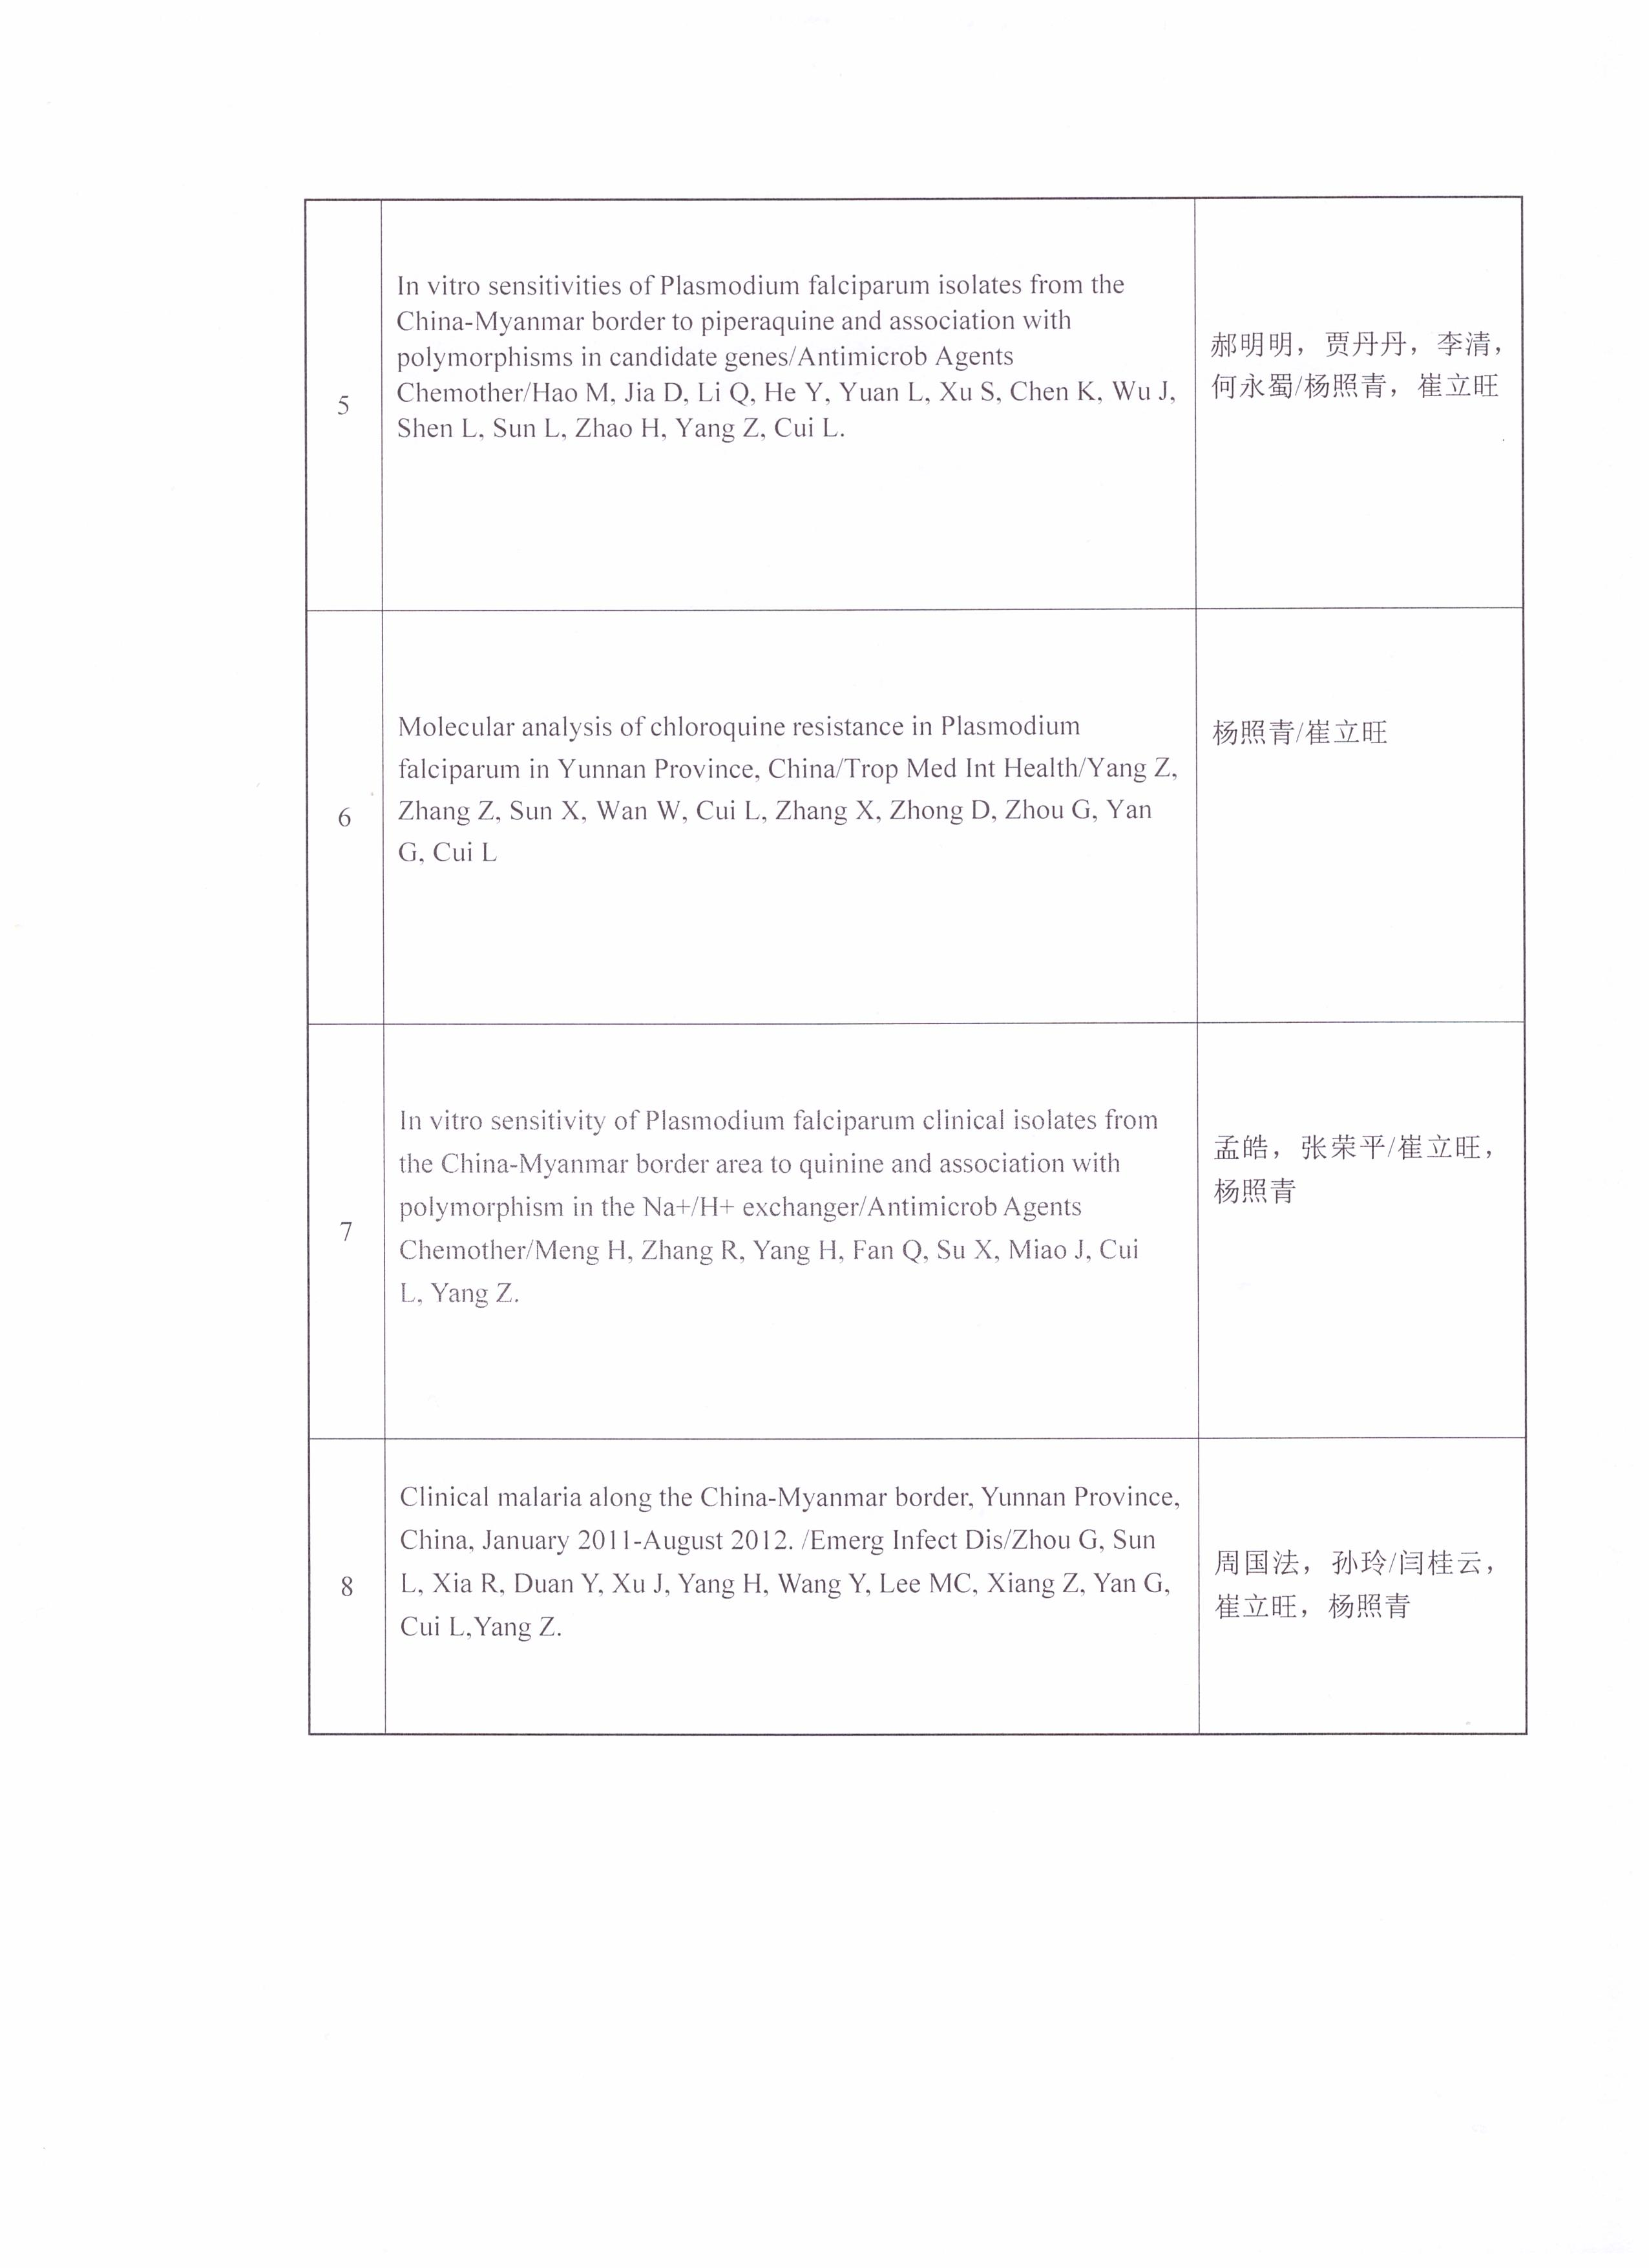 5
In vitro sensitivities of Plasmodium falciparum isolates from the
China-Myanmar border to piperaquine and association with
polymorphisms in candidate genes/Antimicrob Agents
Chemother/Hao M, Jia D, Li Q, He Y, Yuan L, Xu S, Chen K, Wu J,
Shen L, Sun L, Zhao H, Yang Z, Cui L.
郝明明，贾丹丹，李清，
何永蜀/杨照青，崔立旺
6
Molecular analysis of chloroquine resistance in Plasmodium
falciparum in Yunnan Province, China/Trop Med Int Health/Yang Z,
Zhang Z, Sun X, Wan W, Cui L, Zhang X, Zhong D, Zhou G, Yan
G, Cui L
杨照青/崔立旺
7
In vitro sensitivity of Plasmodium falciparum clinical isolates from
the China-Myanmar border area to quinine and association with
polymorphism in the Na+/H+ exchanger/Antimicrob Agents
Chemother/Meng H, Zhang R, Yang H, Fan Q, Su X, Miao J, Cui
L, Yang Z.
孟皓，张荣平/崔立旺，
杨照青
8
Clinical malaria along the China-Myanmar border, Yunnan Province,
China, January 2011-August 2012. /Emerg Infect Dis/Zhou G, Sun
L, Xia R, Duan Y, Xu J, Yang H, Wang Y, Lee MC, Xiang Z, Yan G,
Cui L,Yang Z.
周国法，孙玲/闫桂云，
崔立旺，杨照青